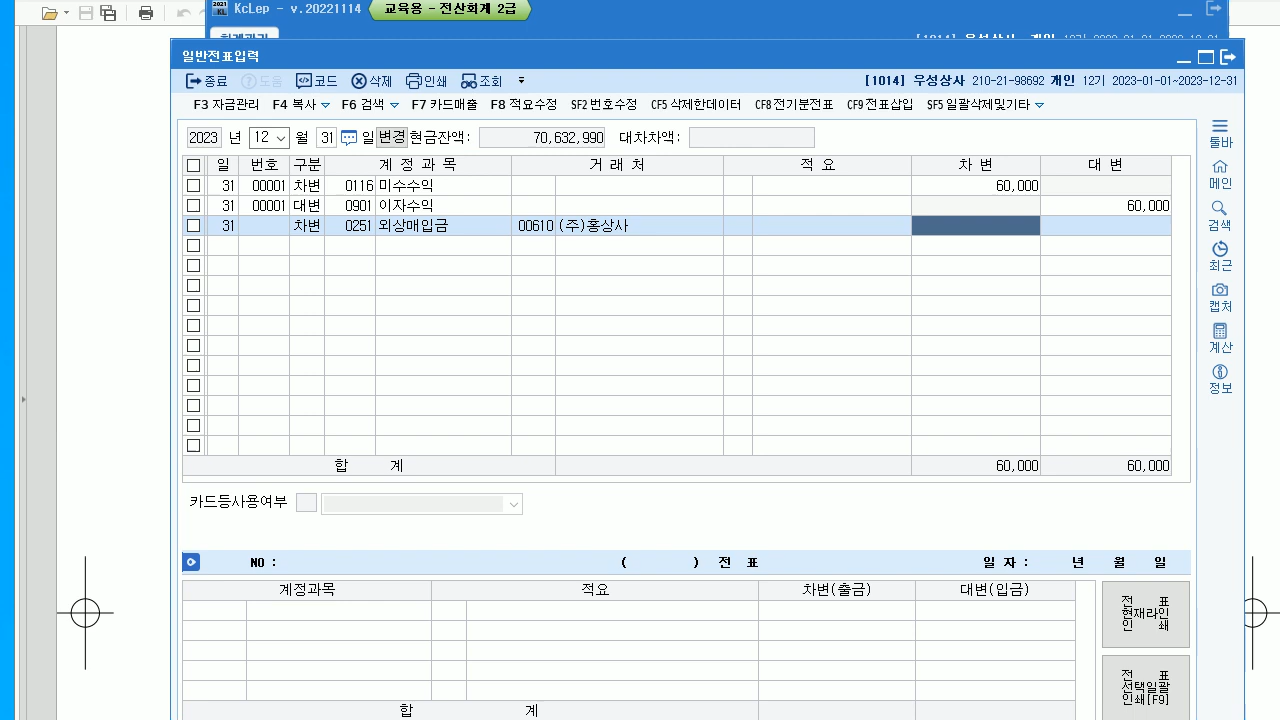 KcLep - v.20221114 교육용 - 전산회계 2급
일반전표입력
종료 도움 코드 삭제 인쇄 조회
[1014] 우성상사 210-21-98692 개인 12기 2023-01-01~2023-12-31
F3 자금관리 F4 복사 F6 검색 F7 카드매출 F8 적요수정 SF2 번호수정 CF5 삭제한데이터 CF8 전기분전표 CF9 전표삽입 SF5 일괄삭제및기타
2023 년 12 월 31 일 변경 현금잔액: 70,632,990 대차차액:
일 번호 구분 계정과목 거래처 적요 차변 대변
31 00001 차변 0116 미수수익 60,000
31 00001 대변 0901 이자수익 60,000
31 차변 0251 외상매입금 00610 (주)홍상사
합 계 60,000 60,000
카드등사용여부
NO : ( ) 전 표 일 자 : 년 월 일
계정과목 적요 차변(출금) 대변(입금)
합 계
전 표
현재라인
인 쇄
전 표
선택일괄
인쇄[F9]
툴바
메인
검색
최근
캡처
계산
정보